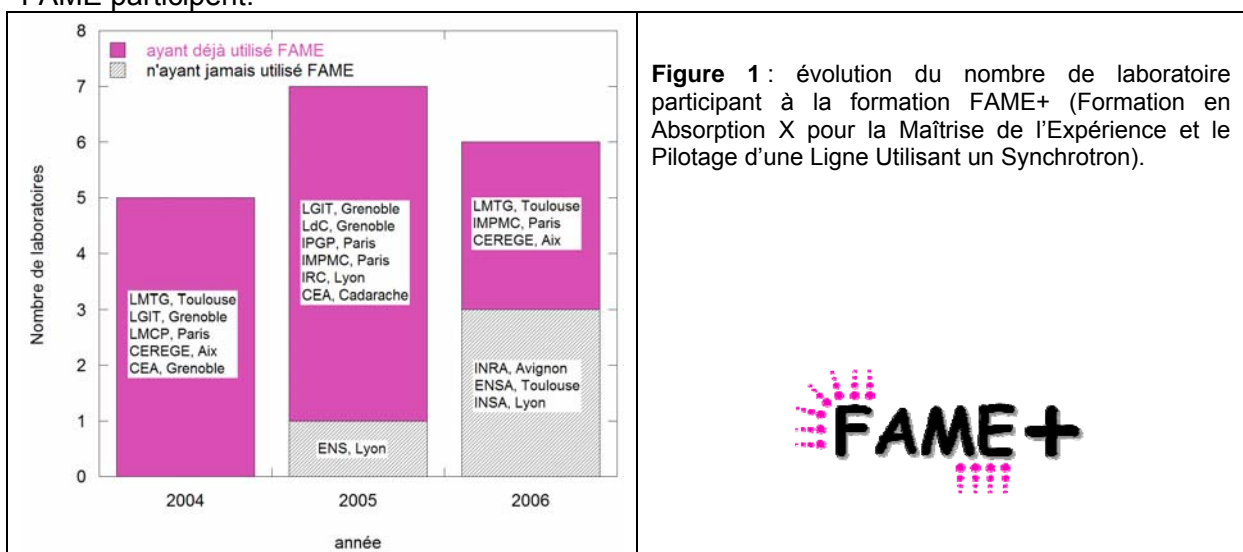 FAME participent.
8
7
6
5
4
3
2
1
0
Nombre de laboratoires
ayant déjà utilisé FAME
n'ayant jamais utilisé FAME
LMTG, Toulouse
LGIT, Grenoble
LMCP, Paris
CEREGE, Aix
CEA, Grenoble
LGIT, Grenoble
LdC, Grenoble
IPGP, Paris
IMPMC, Paris
IRC, Lyon
CEA, Cadarache
ENS, Lyon
LMTG, Toulouse
IMPMC, Paris
CEREGE, Aix
INRA, Avignon
ENSA, Toulouse
INSA, Lyon
2004 2005 2006
année
Figure 1 : évolution du nombre de laboratoire
participant à la formation FAME+ (Formation en
Absorption X pour la Maîtrise de l'Expérience et le
Pilotage d'une Ligne Utilisant un Synchrotron).
FAME+